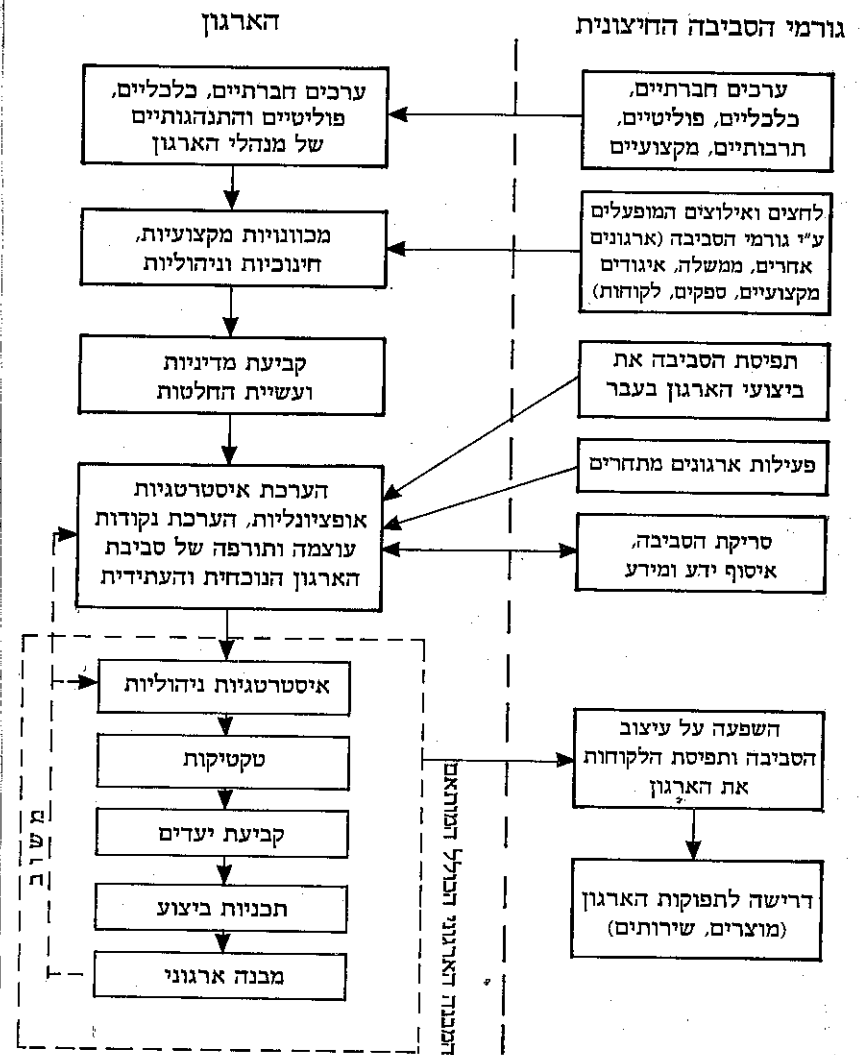 גורמי הסביבה החיצונית
הארגון
ערכים חברתיים,
כלכליים, פוליטיים,
תרבותיים, מקצועיים
ערכים חברתיים, כלכליים,
פוליטיים והתנהגותיים
של מנהלי הארגון
לחצים ואילוצים המופעלים
ע״י גורמי הסביבה (ארגונים
אחרים, ממשלה, איגודים
מקצועיים, ספקים, לקוחות)
מכוונויות מקצועיות,
חינוכיות וניהוליות
תפיסת הסביבה את
ביצועי הארגון בעבר
קביעת מדיניות
ועשיית החלטות
פעילות ארגונים מתחרים
הערכת איסטרטגיות
אופציונליות, הערכת נקודות
עוצמה ותורפה של סביבת
הארגון הנוכחית והעתידית
סריקת הסביבה,
איסוף ידע ומידע
איסטרטגיות ניהוליות
טקטיקות
קביעת יעדים
תכניות ביצוע
מבנה ארגוני
משוב
המבנה הארגוני הכולל המותאם
השפעה על עיצוב
הסביבה ותפיסת הלקוחות
את הארגון
דרישה לתפוקות הארגון
(מוצרים, שירותים)